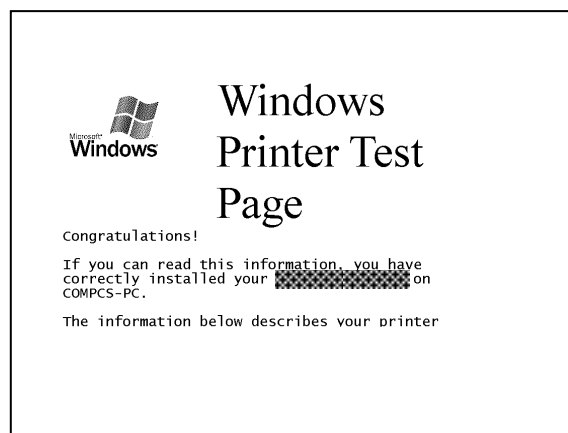 Microsoft®
Windows
Windows
Printer Test
Page
Congratulations!
If you can read this information, you have
correctly installed your on
COMPCS-PC.
The information below describes your printer